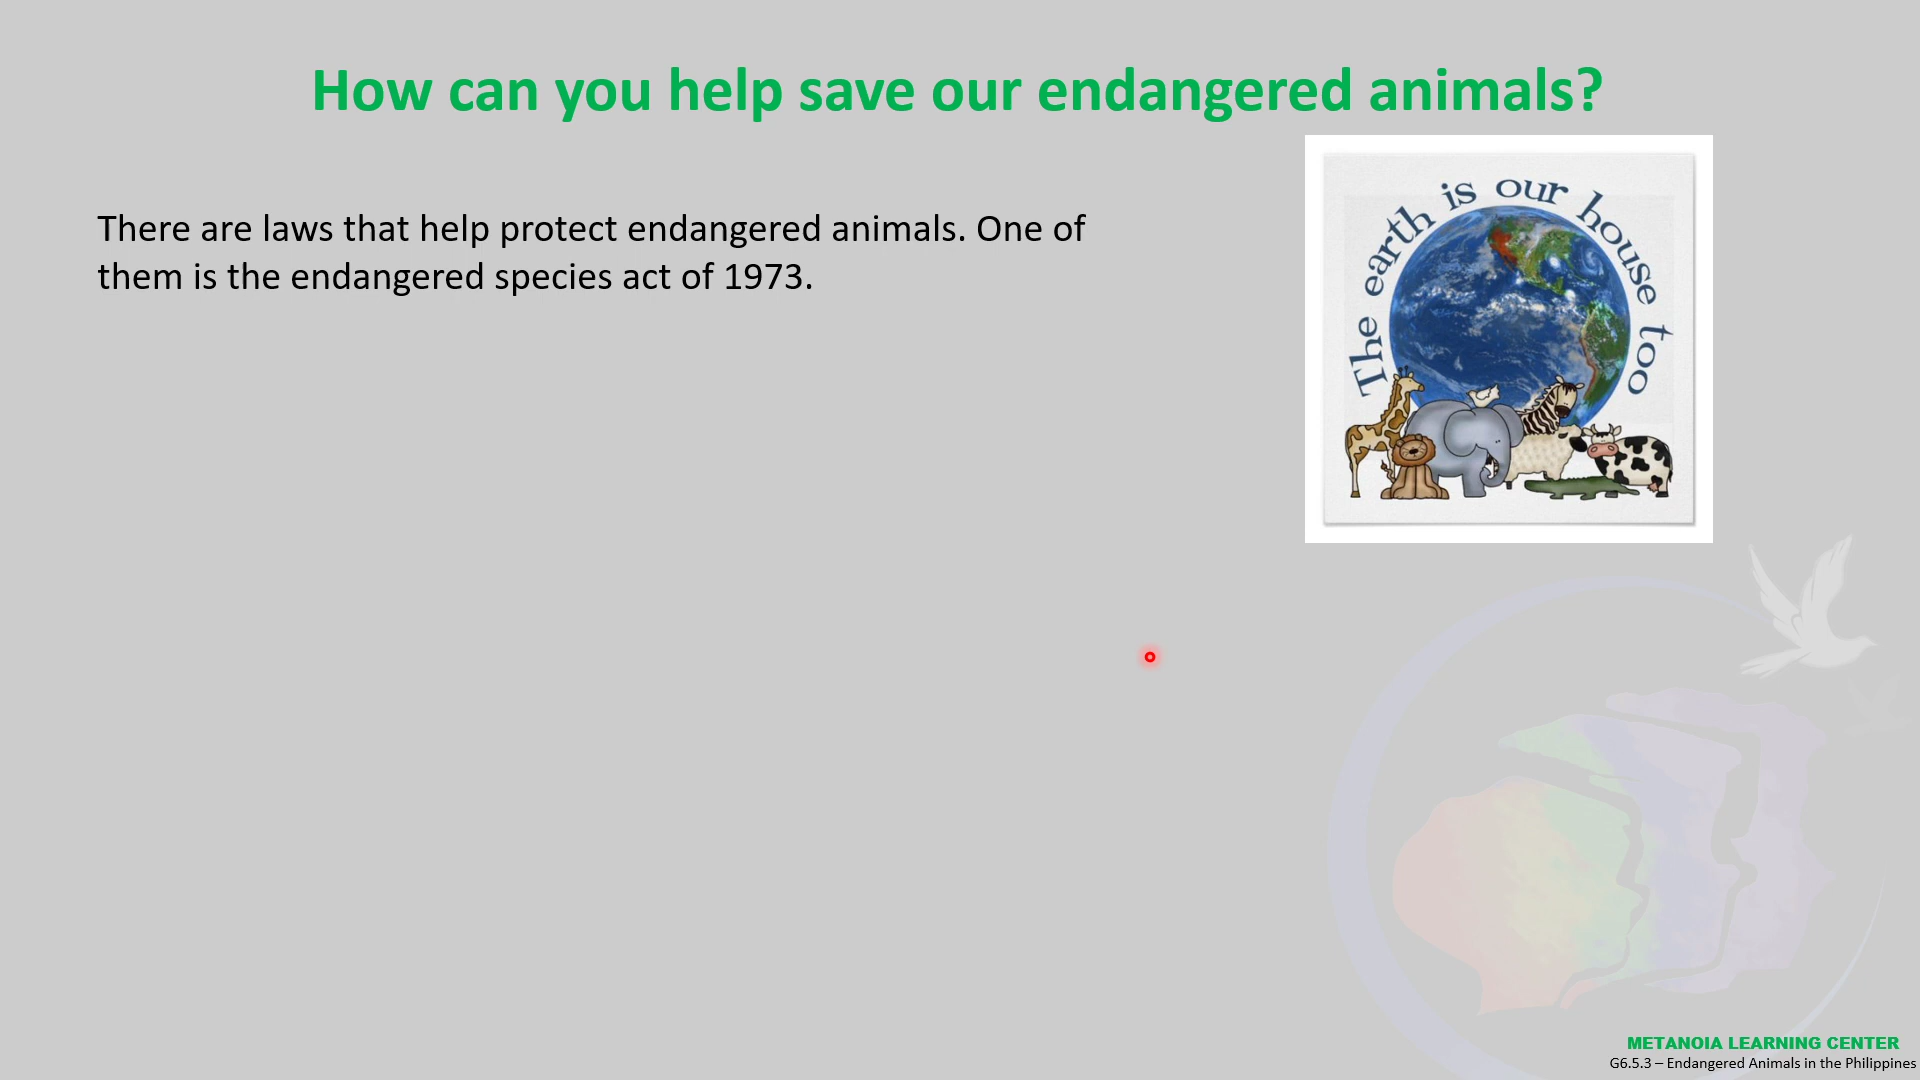 How can you help save our endangered animals?
There are laws that help protect endangered animals. One of
them is the endangered species act of 1973.
The earth is our house too
METANOIA LEARNING CENTER
G6.5.3 – Endangered Animals in the Philippines